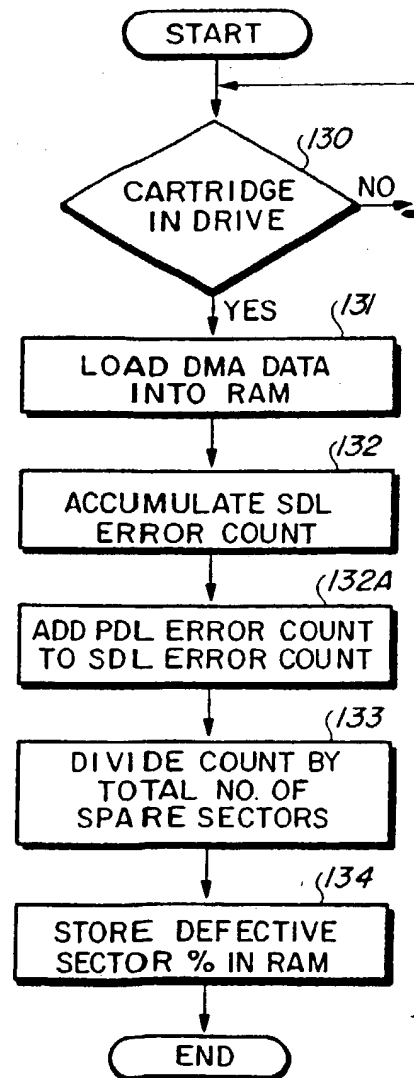 START
130
CARTRIDGE
IN DRIVE
NO
YES
131
LOAD DMA DATA
INTO RAM
132
ACCUMULATE SDL
ERROR COUNT
132A
ADD PDL ERROR COUNT
TO SDL ERROR COUNT
133
DIVIDE COUNT BY
TOTAL NO. OF
SPARE SECTORS
134
STORE DEFECTIVE
SECTOR % IN RAM
END